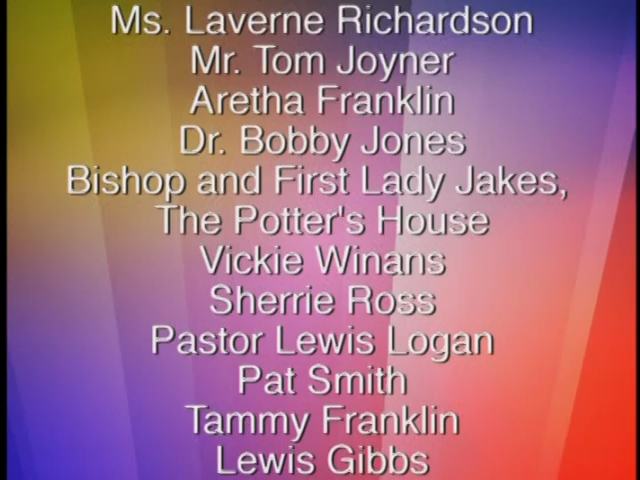 Ms. Laverne Richardson
Mr. Tom Joyner
Aretha Franklin
Dr. Bobby Jones
Bishop and First Lady Jakes,
The Potter's House
Vickie Winans
Sherrie Ross
Pastor Lewis Logan
Pat Smith
Tammy Franklin
Lewis Gibbs